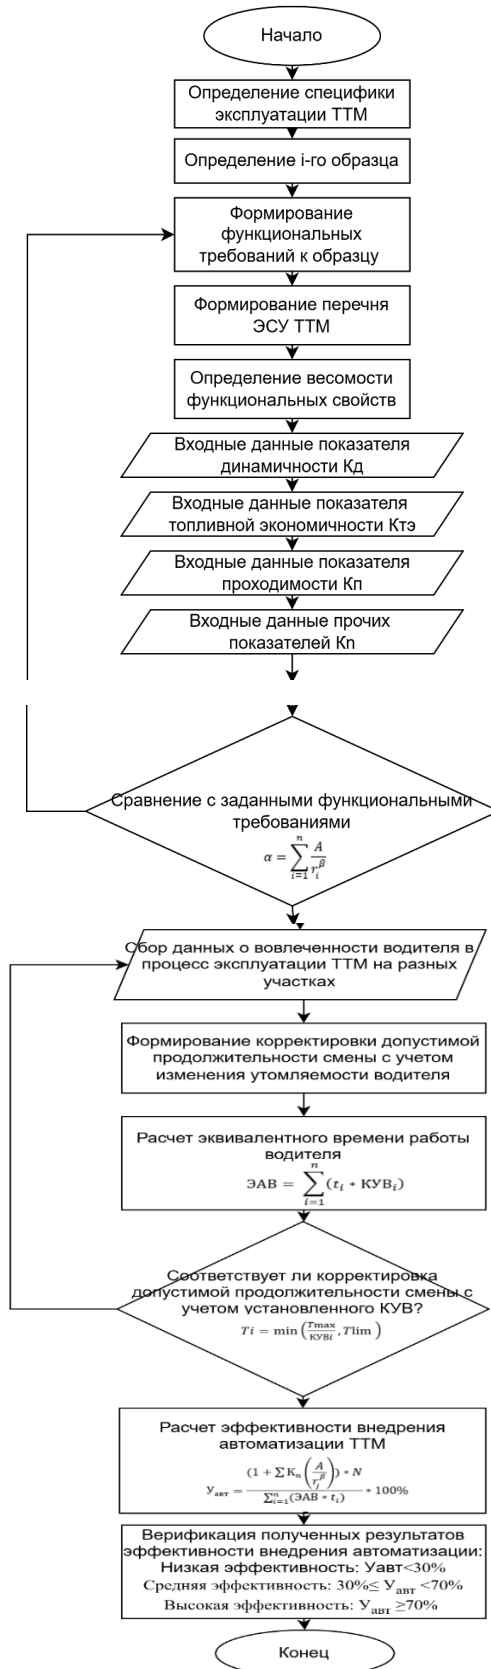 Начало
Определение специфики
эксплуатации ТТМ
Определение i-го образца
Формирование
функциональных
требований к образцу
Формирование перечня
ЭСУ ТТМ
Определение весомости
функциональных свойств
Входные данные показателя
динамичности Кд
Входные данные показателя
топливной экономичности Ктэ
Входные данные показателя
проходимости Кп
Входные данные прочих
показателей Кn
Сравнение с заданными функциональными
требованиями
α = ∑_{i=1}^{n} A / r_i^β
Сбор данных о вовлеченности водителя в
процесс эксплуатации ТТМ на разных
участках
Формирование корректировки допустимой
продолжительности смены с учетом
изменения утомляемости водителя
Расчет эквивалентного времени работы
водителя
ЭАВ = ∑_{i=1}^{n} (t_i * КУВ_i)
Соответствует ли корректировка
допустимой продолжительности смены с
учетом установленного КУВ?
Ti = min (Tmax / КУВi , Tlim )
Расчет эффективности внедрения
автоматизации ТТМ
У_авт = (1 + ∑ К_n (A / r_j^β)) * N / ∑_{i=1}^{n} (ЭАВ * t_i) * 100%
Верификация полученных результатов
эффективности внедрения автоматизации:
Низкая эффективность: Уавт<30%
Средняя эффективность: 30%≤ У_авт <70%
Высокая эффективность: У_авт ≥70%
Конец